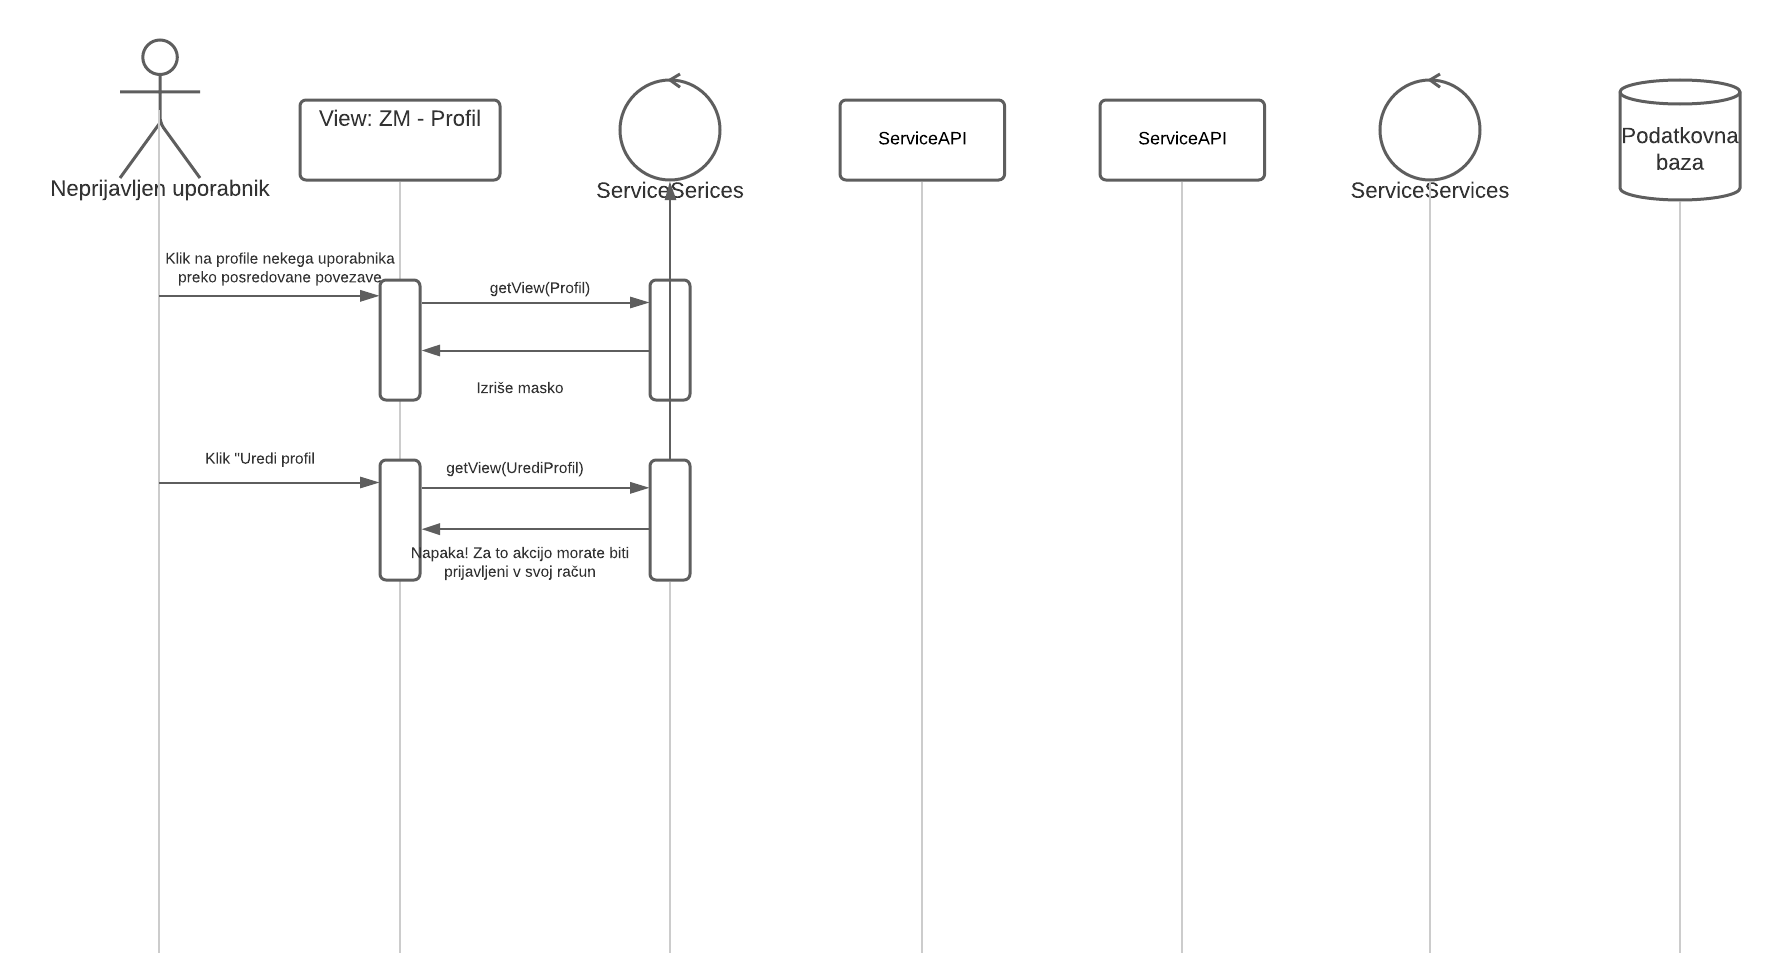 View: ZM - Profil
ServiceAPI
ServiceAPI
Podatkovna
baza
Neprijavljen uporabnik
ServiceSerices
ServiceServices
Klik na profile nekega uporabnika
preko posredovane povezave
getView(Profil)
Izriše masko
Klik "Uredi profil
getView(UrediProfil)
Napaka! Za to akcijo morate biti
prijavljeni v svoj račun